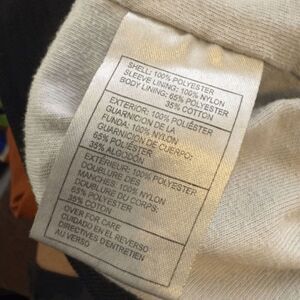 SHELL: 100% POLYESTER
SLEEVE LINING: 100% NYLON
BODY LINING: 65% POLYESTER
35% COTTON
EXTERIOR: 100% POLIÉSTER
GUARNICION DE LA
FUNDA: 100% NYLON
GUARNICION DE CUERPO:
65% POLIÉSTER
35% ALGODÓN
EXTÉRIEUR: 100% POLYESTER
DOUBLURE DES
MANCHES: 100% NYLON
DOUBLURE DU CORPS:
65% POLYESTER
35% COTON
OVER FOR CARE
CUIDADO EN EL REVERSO
DIRECTIVES D'ENTRETIEN
AU VERSO